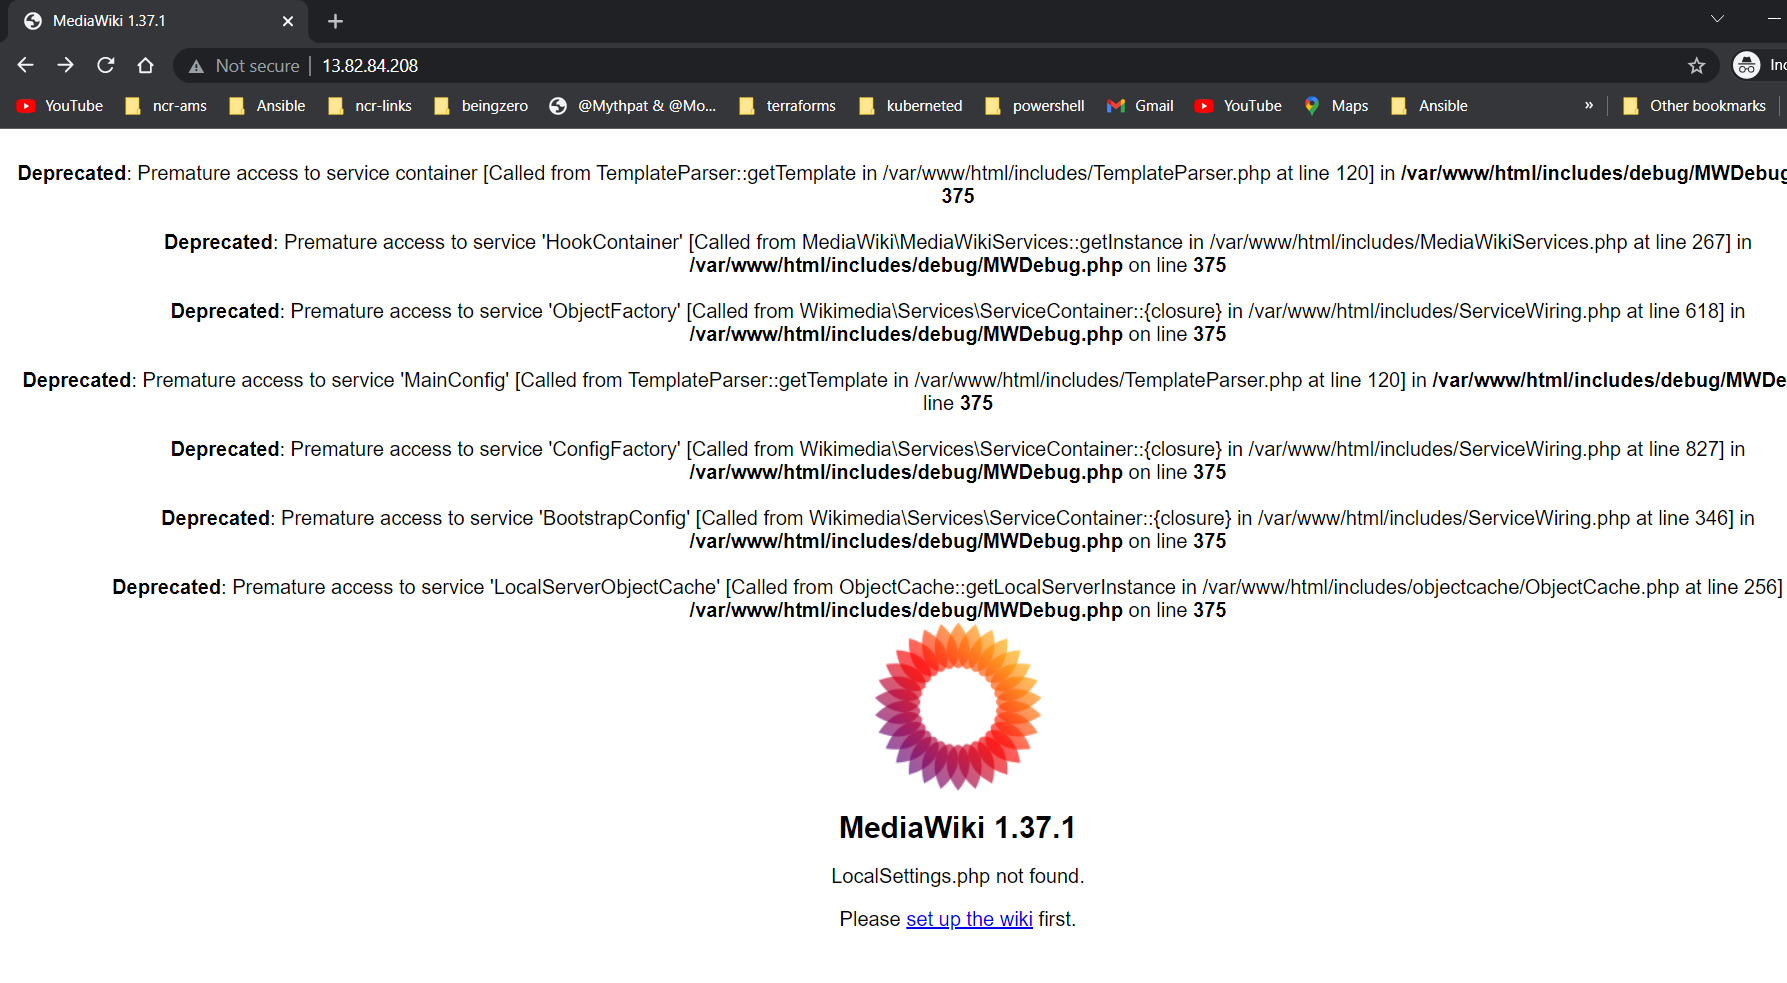 MediaWiki 1.37.1
Not secure 13.82.84.208
YouTube ncr-ams Ansible ncr-links beingzero @Mythpat & @Mo... terraforms kuberneted powershell Gmail YouTube Maps Ansible » Other bookmarks
Deprecated: Premature access to service container [Called from TemplateParser::getTemplate in /var/www/html/includes/TemplateParser.php at line 120] in /var/www/html/includes/debug/MWDebug
375
Deprecated: Premature access to service 'HookContainer' [Called from MediaWiki\MediaWikiServices::getInstance in /var/www/html/includes/MediaWikiServices.php at line 267] in
/var/www/html/includes/debug/MWDebug.php on line 375
Deprecated: Premature access to service 'ObjectFactory' [Called from Wikimedia\Services\ServiceContainer::{closure} in /var/www/html/includes/ServiceWiring.php at line 618] in
/var/www/html/includes/debug/MWDebug.php on line 375
Deprecated: Premature access to service 'MainConfig' [Called from TemplateParser::getTemplate in /var/www/html/includes/TemplateParser.php at line 120] in /var/www/html/includes/debug/MWDe
line 375
Deprecated: Premature access to service 'ConfigFactory' [Called from Wikimedia\Services\ServiceContainer::{closure} in /var/www/html/includes/ServiceWiring.php at line 827] in
/var/www/html/includes/debug/MWDebug.php on line 375
Deprecated: Premature access to service 'BootstrapConfig' [Called from Wikimedia\Services\ServiceContainer::{closure} in /var/www/html/includes/ServiceWiring.php at line 346] in
/var/www/html/includes/debug/MWDebug.php on line 375
Deprecated: Premature access to service 'LocalServerObjectCache' [Called from ObjectCache::getLocalServerInstance in /var/www/html/includes/objectcache/ObjectCache.php at line 256]
/var/www/html/includes/debug/MWDebug.php on line 375
MediaWiki 1.37.1
LocalSettings.php not found.
Please set up the wiki first.